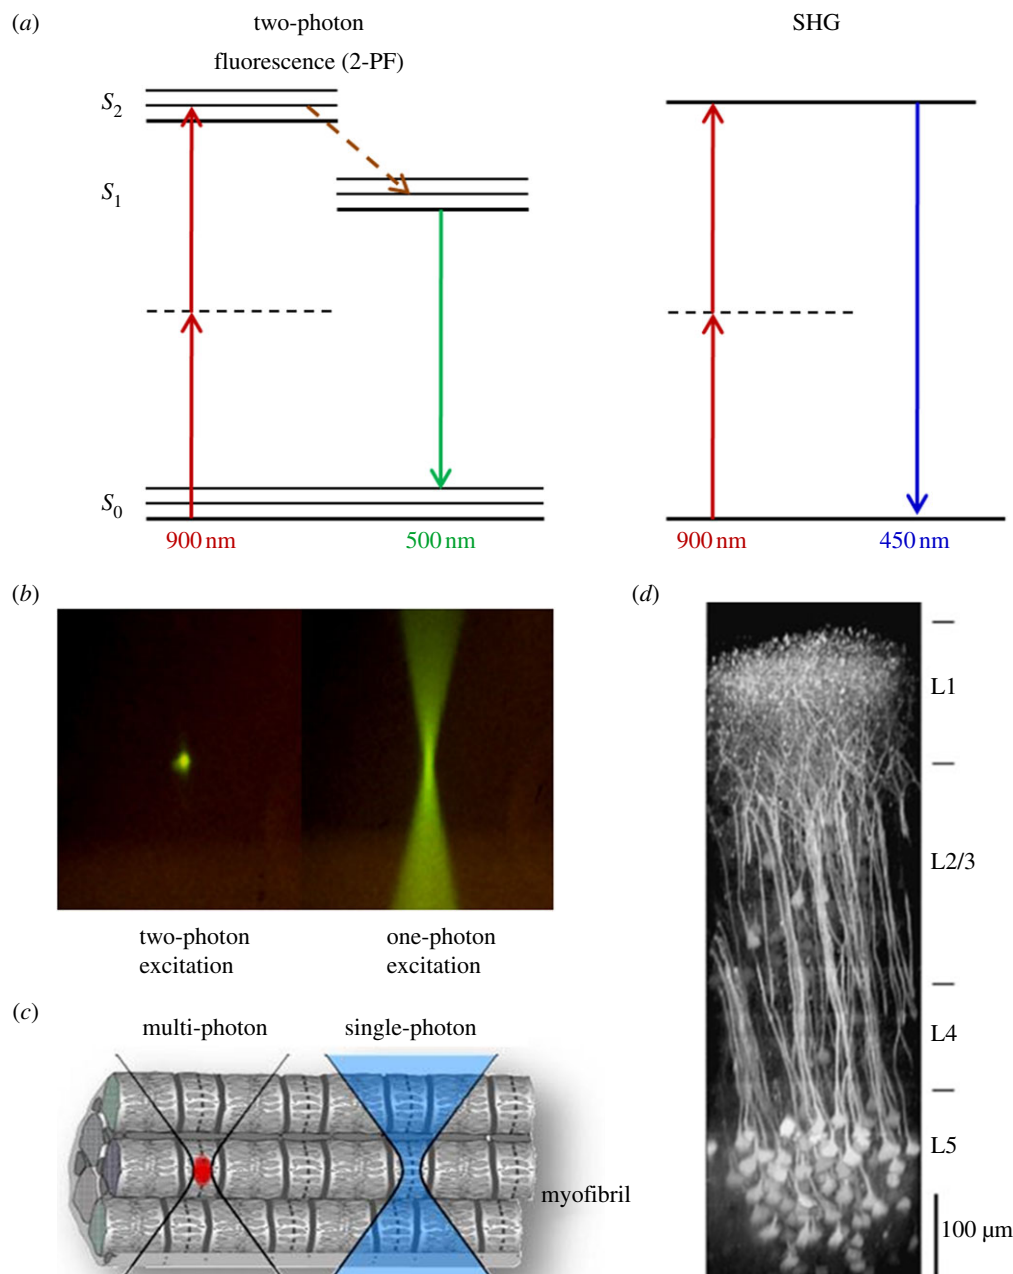 (a)
two-photon
fluorescence (2-PF)
SHG
S2
S1
S0
900 nm
500 nm
900 nm
450 nm
(b)
two-photon
excitation
one-photon
excitation
(c)
multi-photon
single-photon
myofibril
(d)
L1
L2/3
L4
L5
100 µm